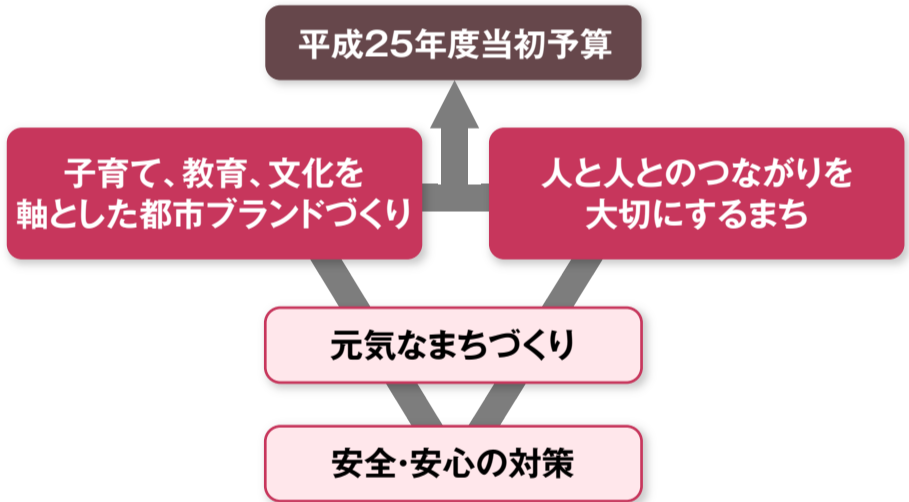 平成25年度当初予算
子育て、教育、文化を
軸とした都市ブランドづくり
人と人とのつながりを
大切にするまち
元気なまちづくり
安全・安心の対策